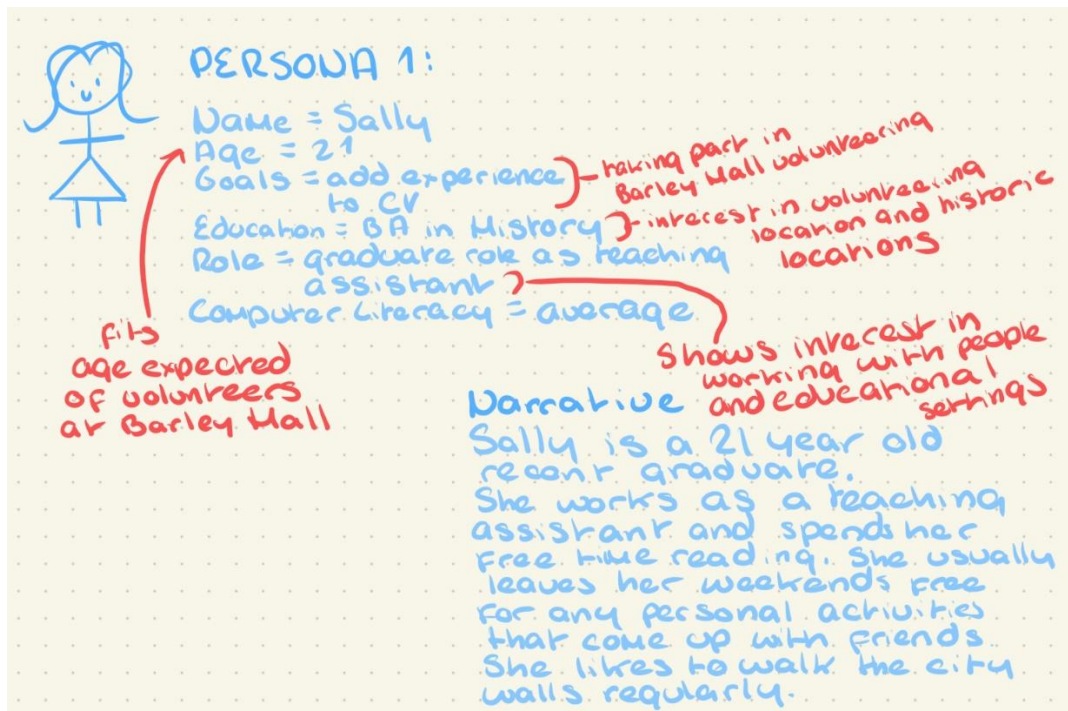 PERSONA 1:
Name = Sally
Age = 21
Goals = add experience
to CV
Education = BA in History
Role = graduate role as teaching
assistant
Computer Literacy = average
taking part in
Barley Hall volunteering
interest in volunteering
location and historic
locations
Shows interest in
working with people
and educational
settings
fits
age expected
of volunteers
at Barley Hall
Narrative
Sally is a 21 year old
recent graduate.
She works as a teaching
assistant and spends her
free time reading. She usually
leaves her weekends free
for any personal activities
that come up with friends
She likes to walk the city
walls regularly.